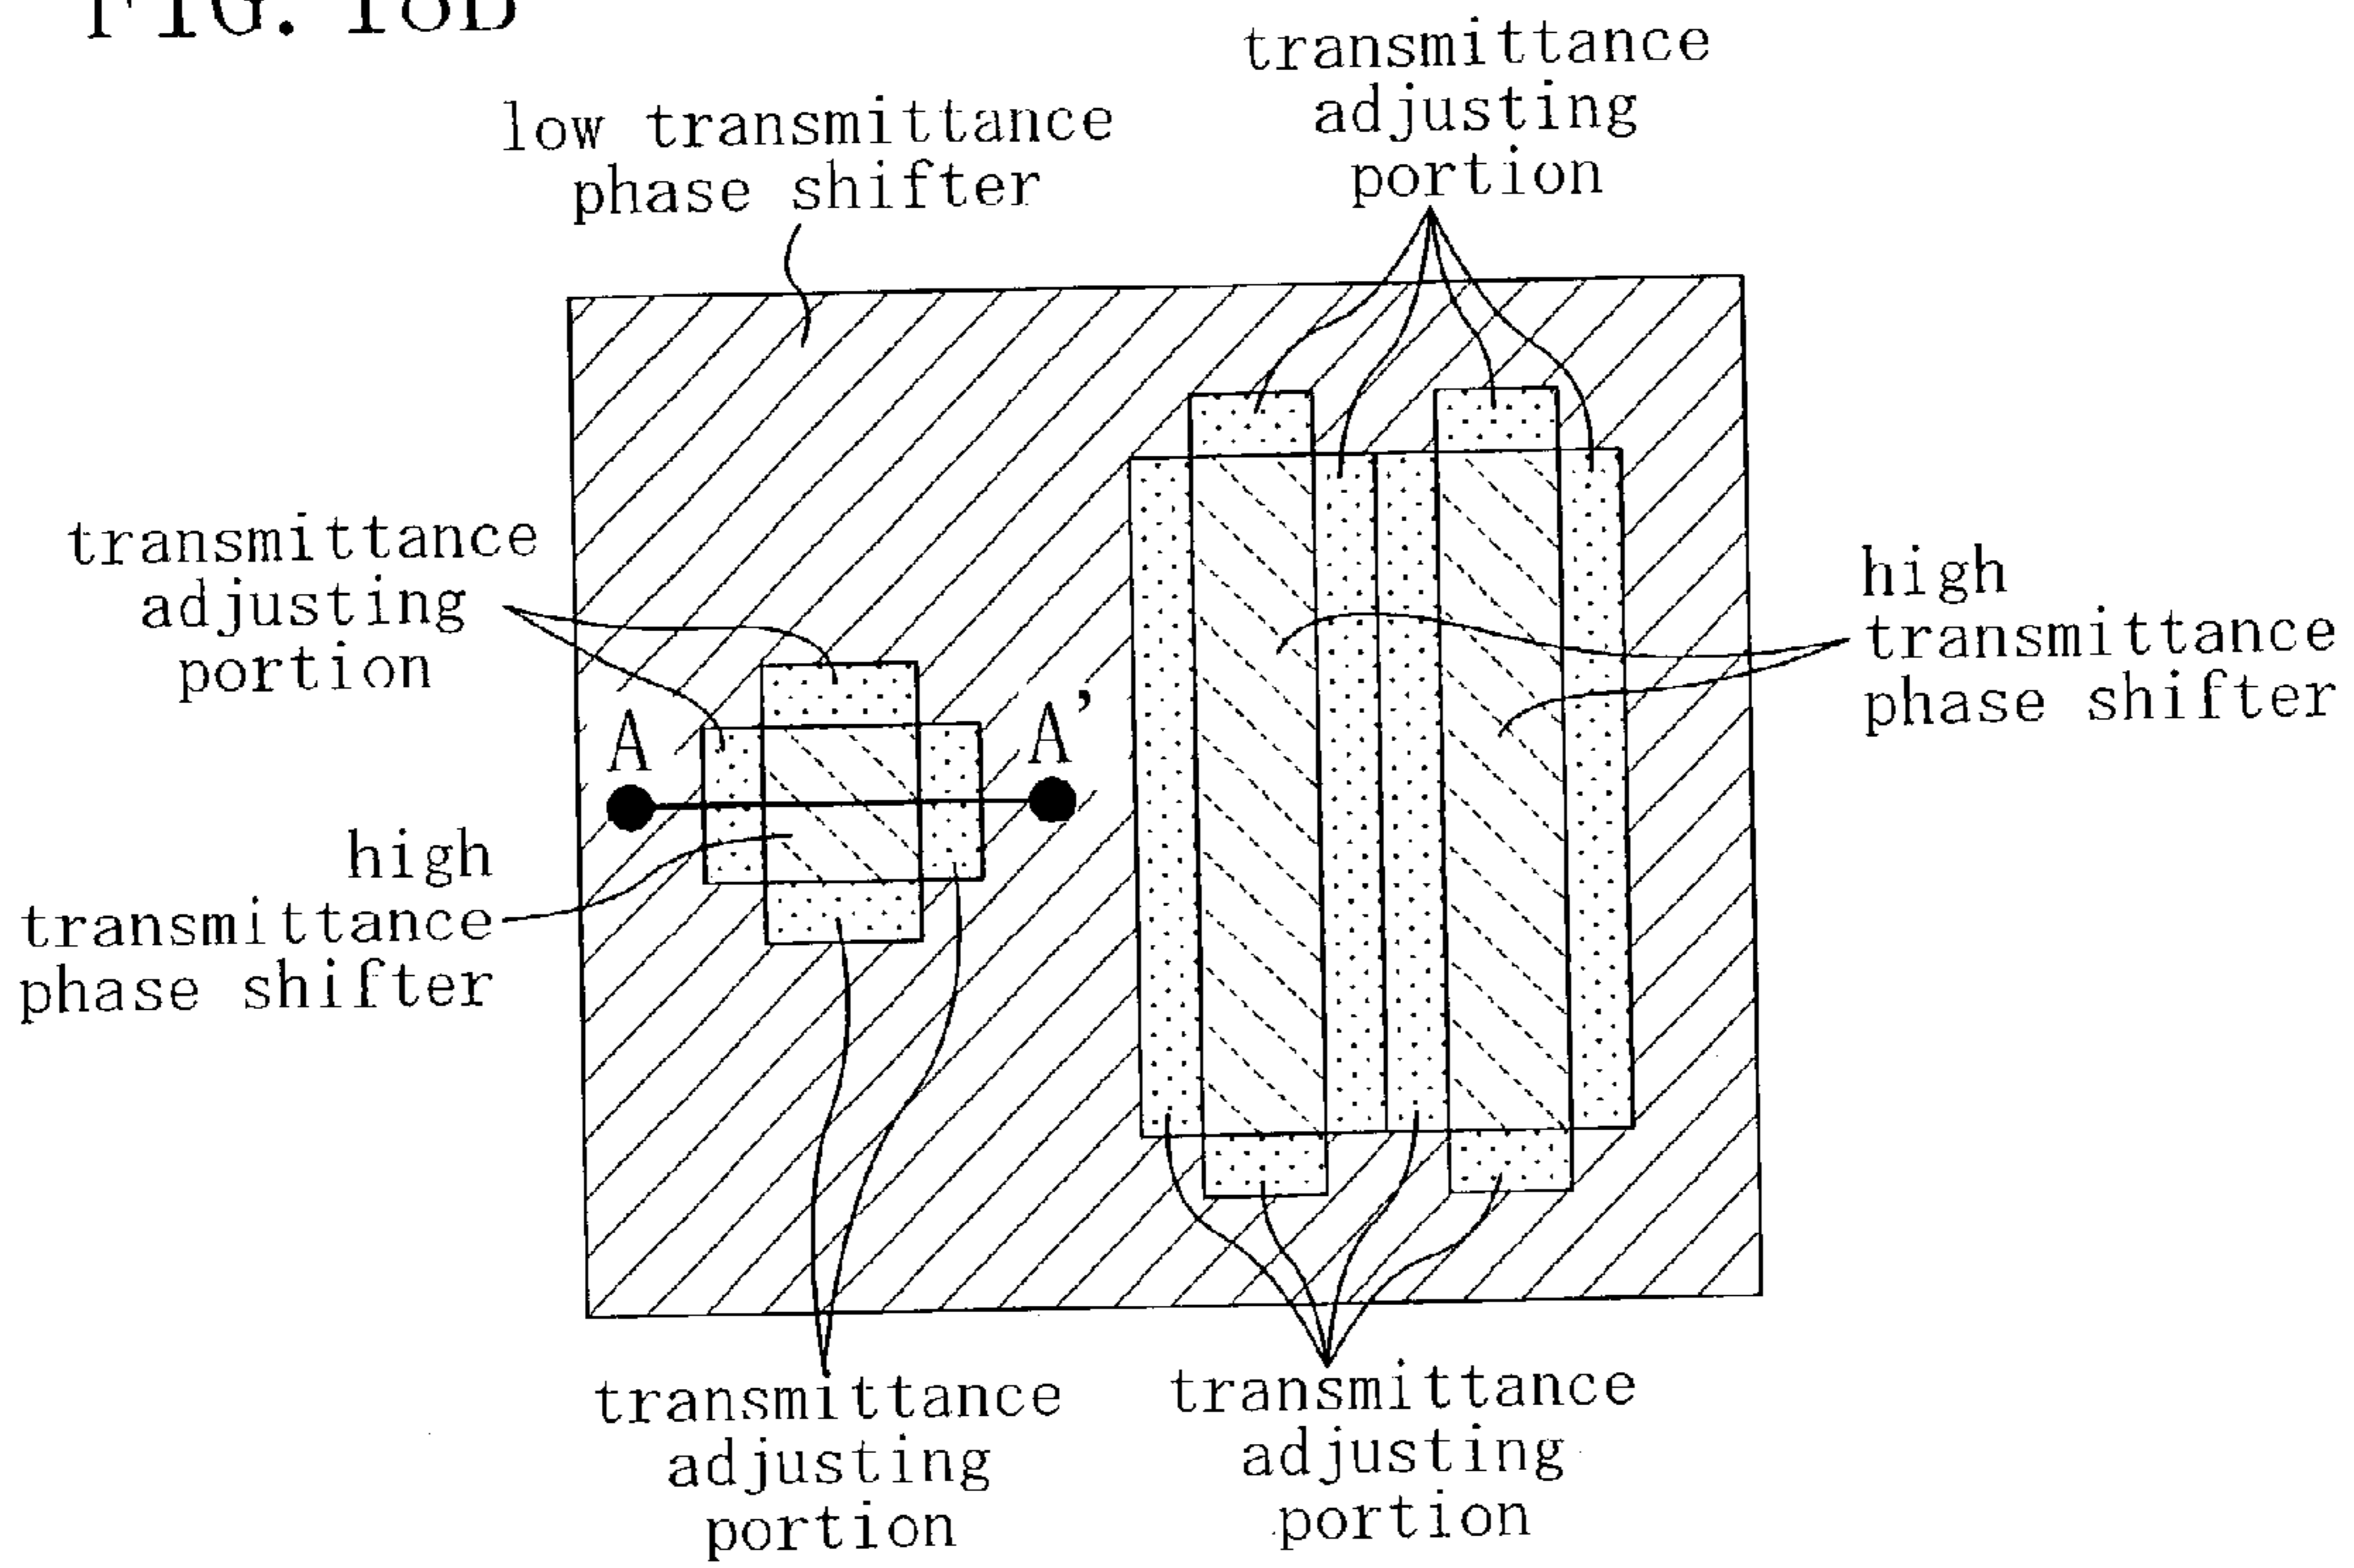 FIG. 18B
transmittance
adjusting
portion
low transmittance
phase shifter
transmittance
adjusting
portion
high
transmittance
phase shifter
A
A'
high
transmittance
phase shifter
transmittance
adjusting
portion
transmittance
adjusting
portion